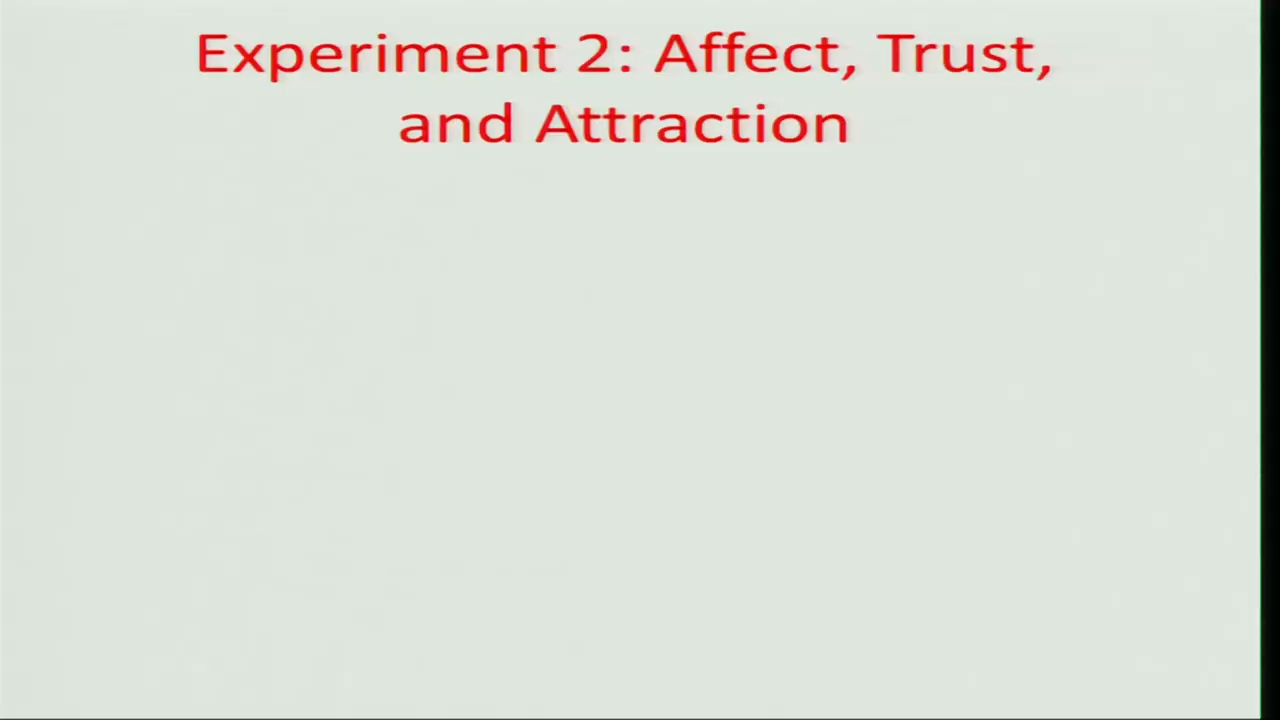 Experiment 2: Affect, Trust,
and Attraction